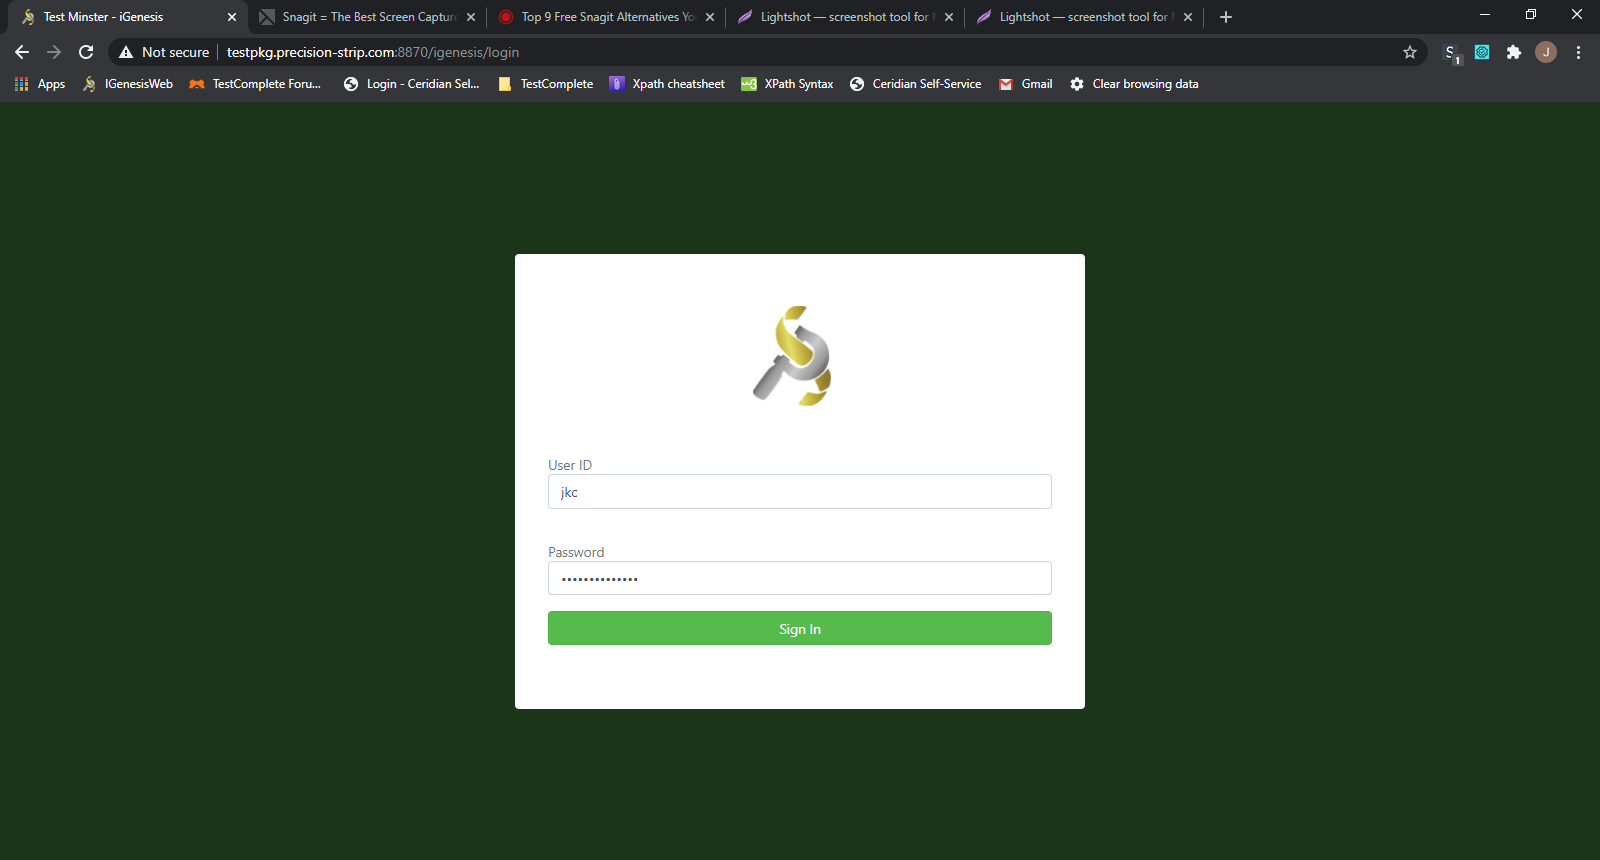 Test Minster - iGenesis
Snagit = The Best Screen Capture
Top 9 Free Snagit Alternatives Yo
Lightshot — screenshot tool for
Lightshot — screenshot tool for
Not secure
testpkg.precision-strip.com:8870/igenesis/login
S
1
J
Apps
IGenesisWeb
TestComplete Foru...
Login - Ceridian Sel...
TestComplete
Xpath cheatsheet
XPath Syntax
Ceridian Self-Service
Gmail
Clear browsing data
User ID
jkc
Password
••••••••••••••
Sign In